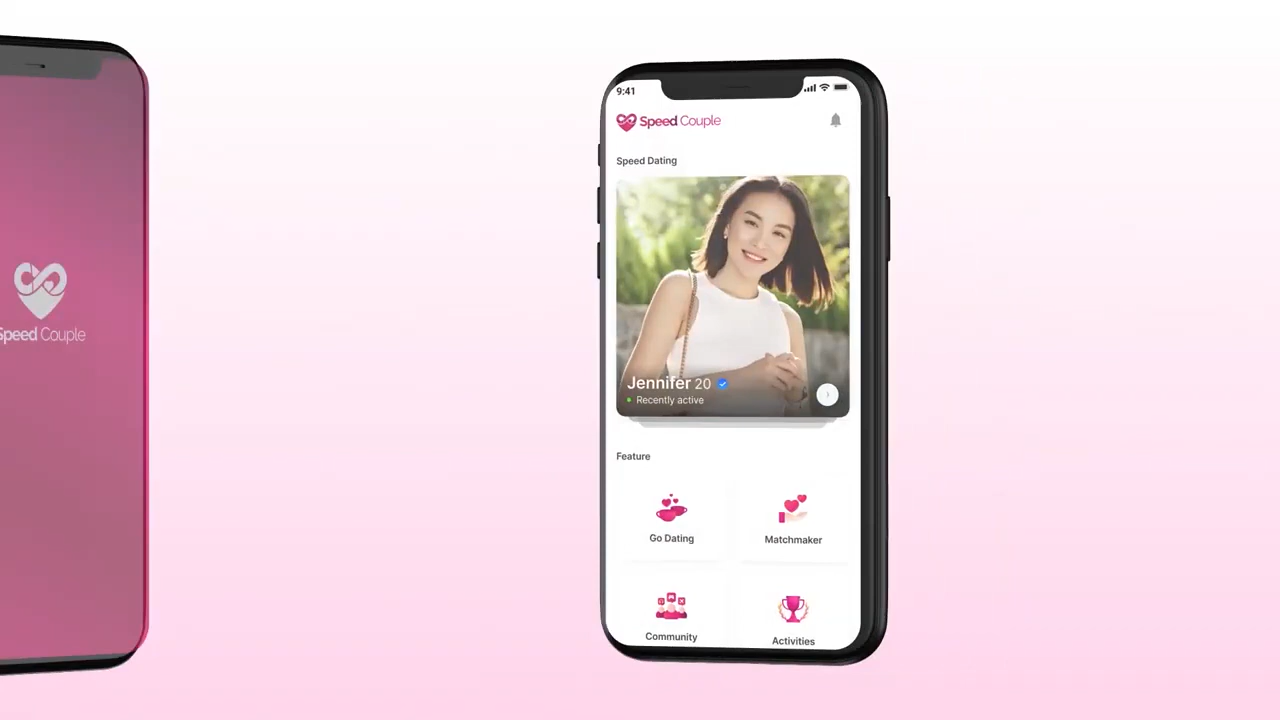 Speed Couple
9:41
Speed Couple
Speed Dating
Jennifer 20
Recently active
Feature
Go Dating
Matchmaker
Community
Activities